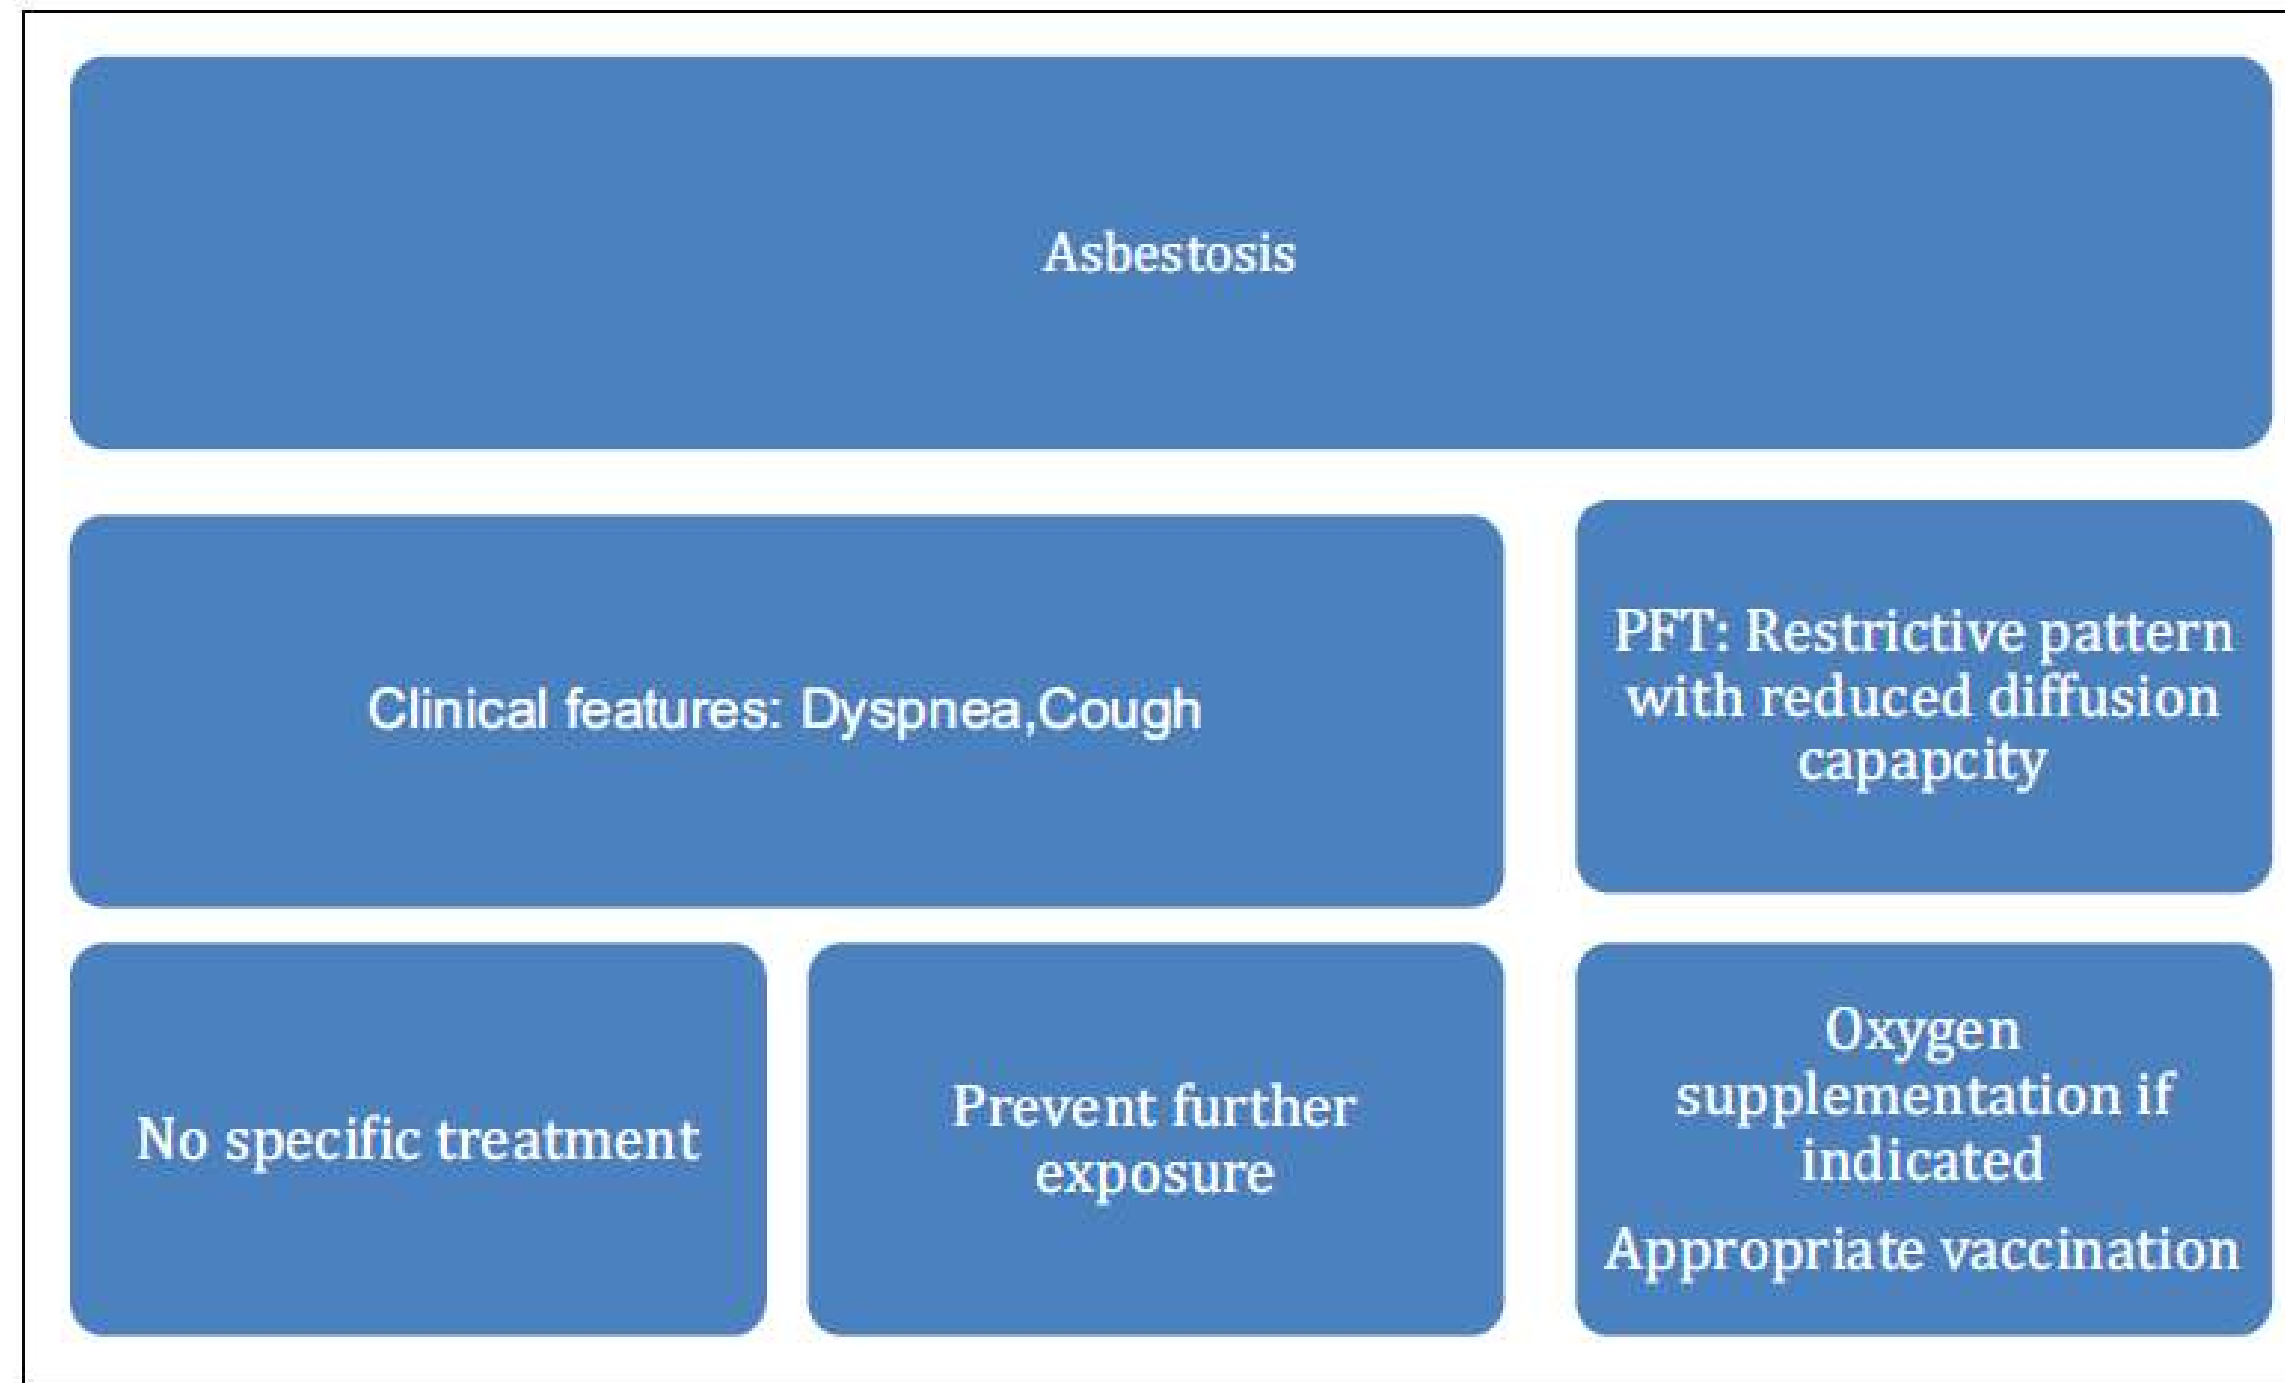 Asbestosis
Clinical features: Dyspnea,Cough
PFT: Restrictive pattern
with reduced diffusion
capapcity
No specific treatment
Prevent further
exposure
Oxygen
supplementation if
indicated
Appropriate vaccination